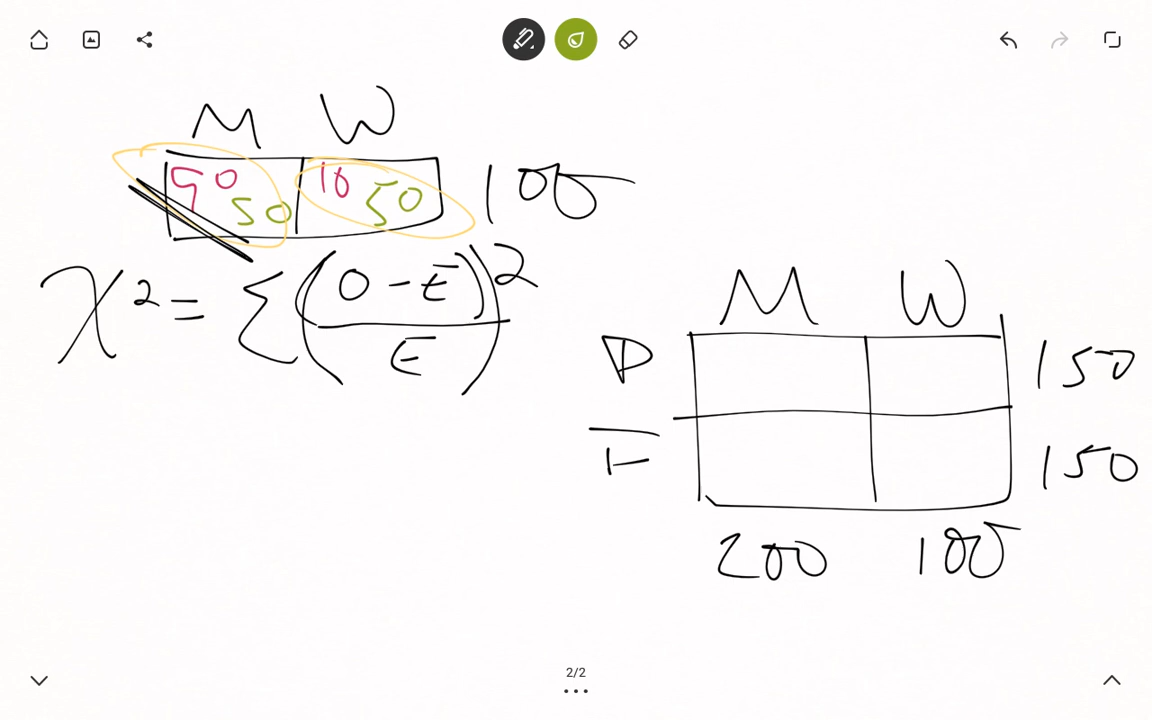 M W
90 10 100
50 50
χ² = Σ((O - E)² / E)
M W
P 150
F 150
200 100
2/2